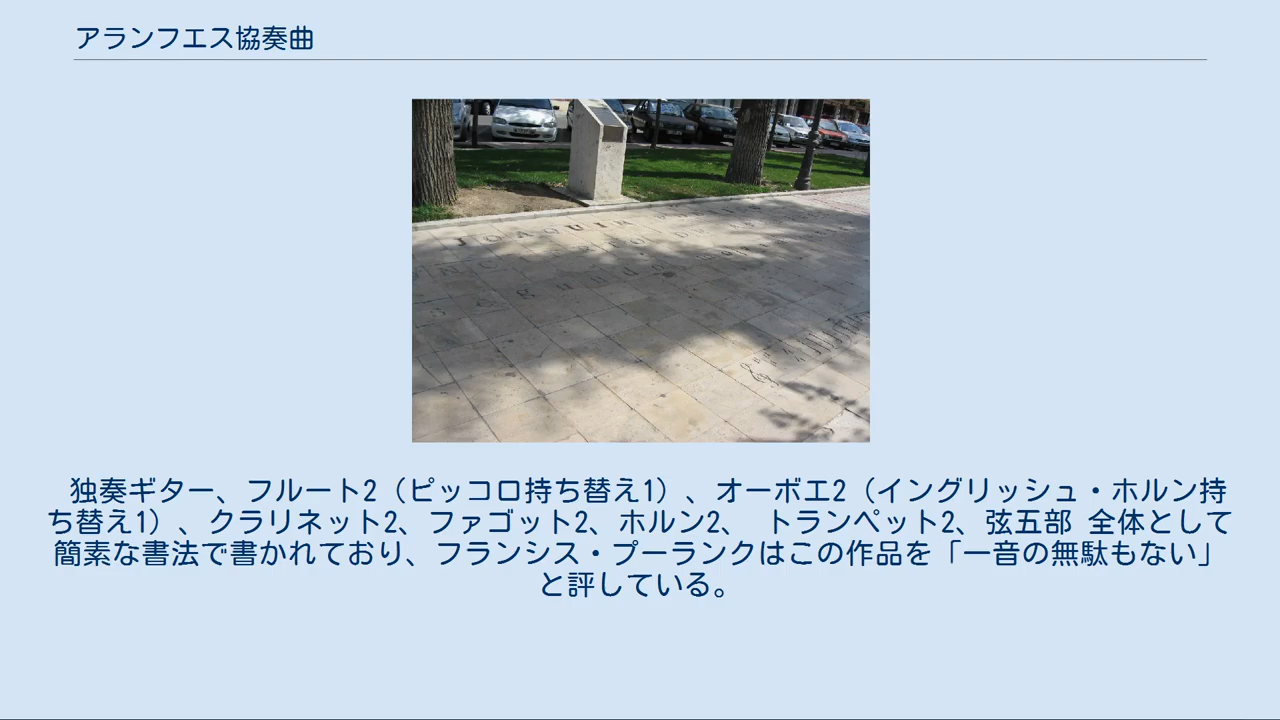 アランフエス協奏曲
JOAQUIN
独奏ギター、フルート2（ピッコロ持ち替え1）、オーボエ2（イングリッシュ・ホルン持
ち替え1）、クラリネット2、ファゴット2、ホルン2、 トランペット2、弦五部 全体として
簡素な書法で書かれており、フランシス・プーランクはこの作品を「一音の無駄もない」
と評している。